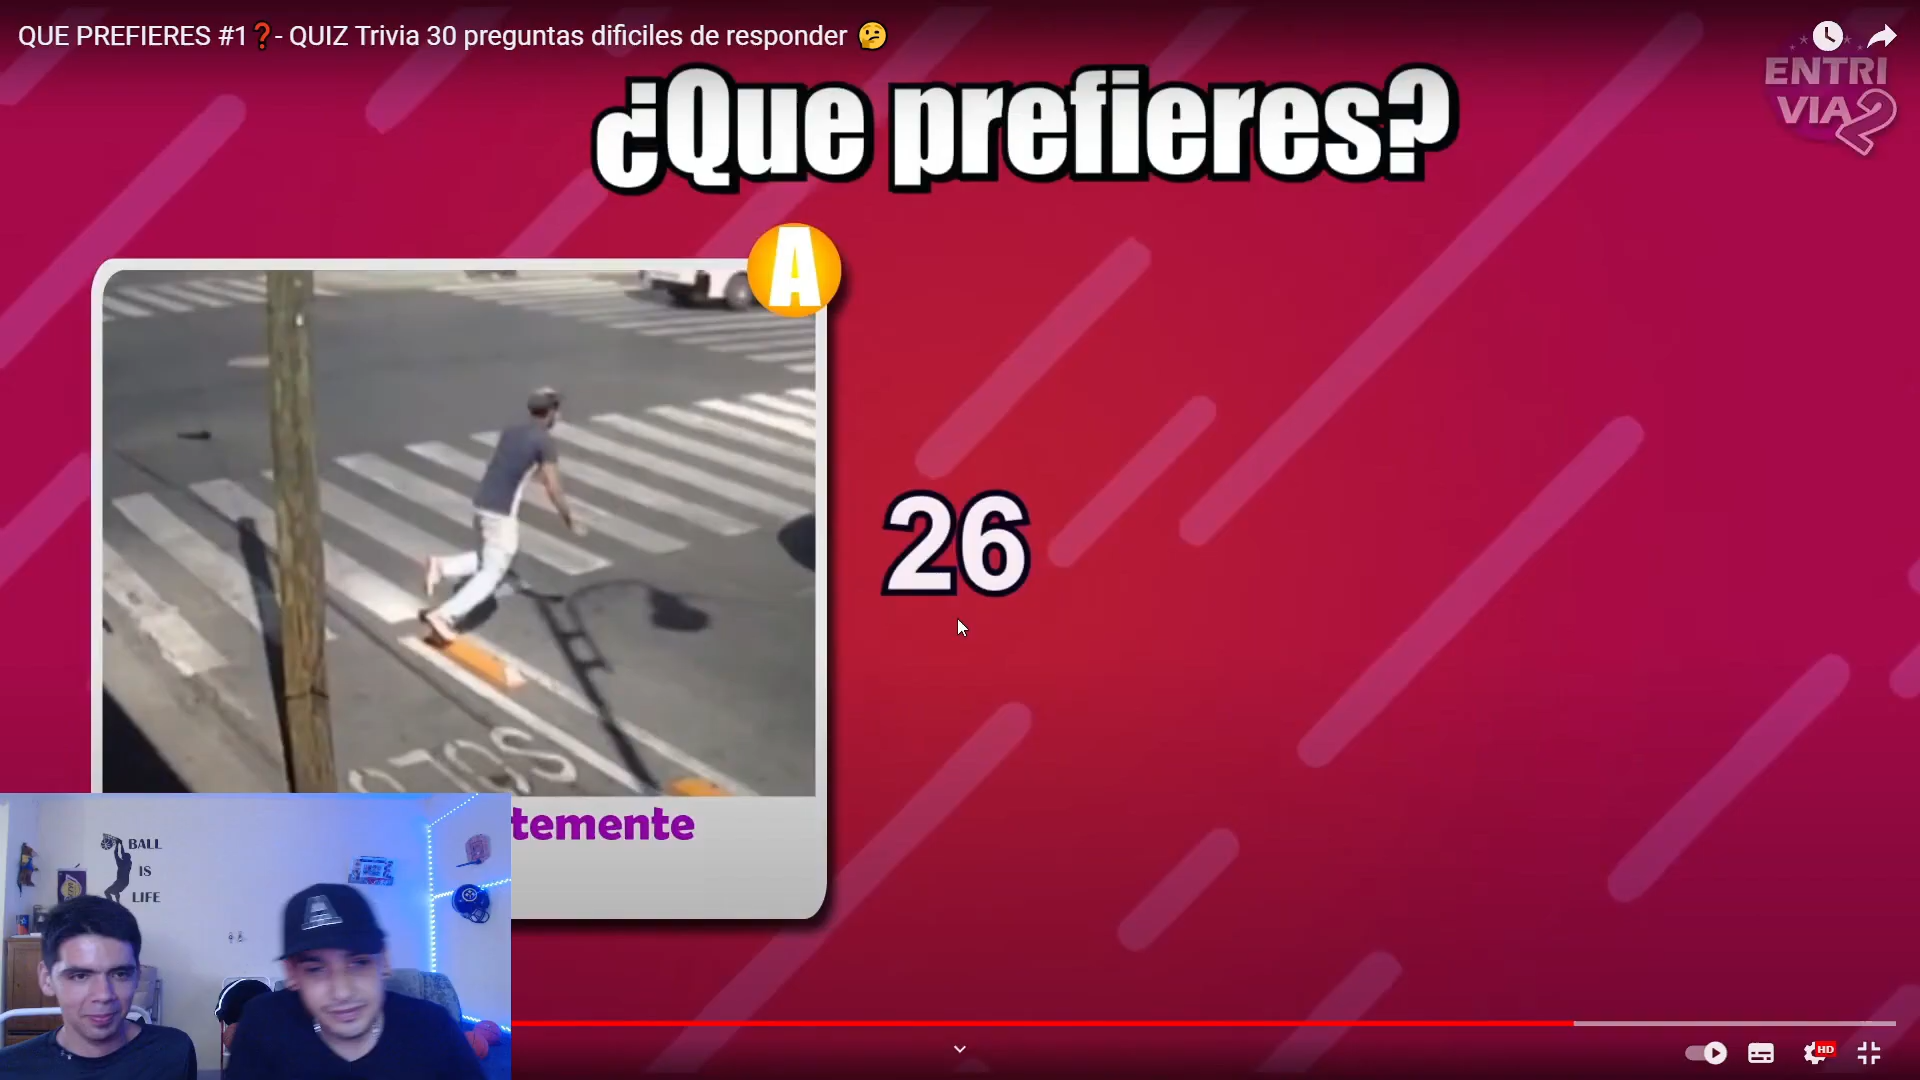 QUE PREFIERES #1❓- QUIZ Trivia 30 preguntas dificiles de responder 🤔
ENTRI
VIA2
¿Que prefieres?
A
26
SOLO
temente
BALL
IS
LIFE
HD